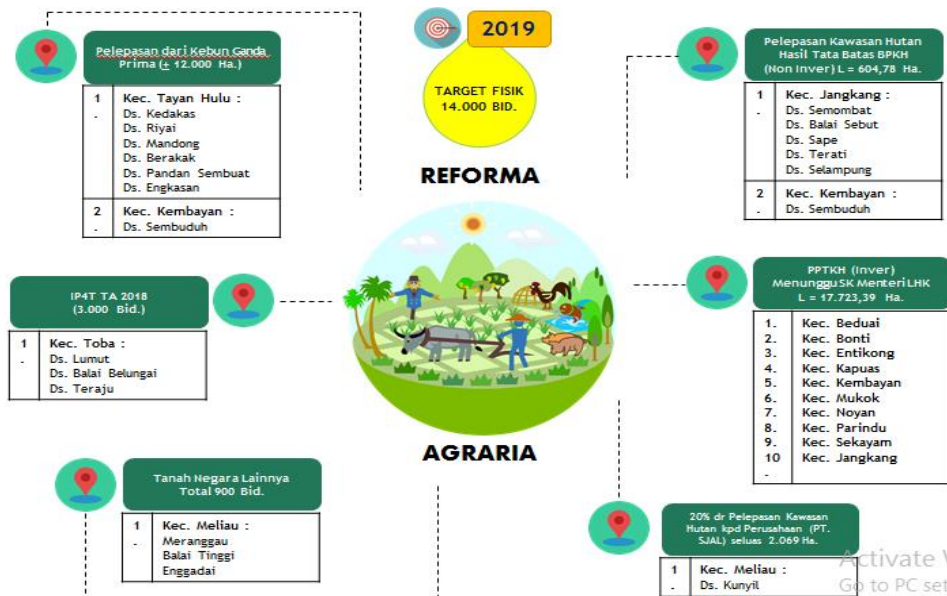 2019
TARGET FISIK
14.000 BID.
REFORMA
AGRARIA
Pelepasan dari Kebun Ganda
Prima (± 12.000 Ha.)
1 Kec. Tayan Hulu :
. Ds. Kedakas
Ds. Riyai
Ds. Mandong
Ds. Berakak
Ds. Pandan Sembuat
Ds. Engkasan
2 Kec. Kembayan :
. Ds. Sembuduh
IP4T TA 2018
(3.000 Bid.)
1 Kec. Toba :
. Ds. Lumut
Ds. Balai Belungai
Ds. Teraju
Tanah Negara Lainnya
Total 900 Bid.
1 Kec. Meliau :
. Meranggau
Balai Tinggi
Enggadai
Pelepasan Kawasan Hutan
Hasil Tata Batas BPKH
(Non Inver) L = 604,78 Ha.
1 Kec. Jangkang :
. Ds. Semombat
Ds. Balai Sebut
Ds. Sape
Ds. Terati
Ds. Selampung
2 Kec. Kembayan :
. Ds. Sembuduh
PPTKH (Inver)
Menunggu SK Menteri LHK
L = 17.723,39 Ha.
1. Kec. Beduai
2. Kec. Bonti
3. Kec. Entikong
4. Kec. Kapuas
5. Kec. Kembayan
6. Kec. Mukok
7. Kec. Noyan
8. Kec. Parindu
9. Kec. Sekayam
10 Kec. Jangkang
.
20% dr Pelepasan Kawasan
Hutan kpd Perusahaan (PT.
SJAL) seluas 2.069 Ha.
1 Kec. Meliau :
. Ds. Kunyil
Activate W
Go to PC set